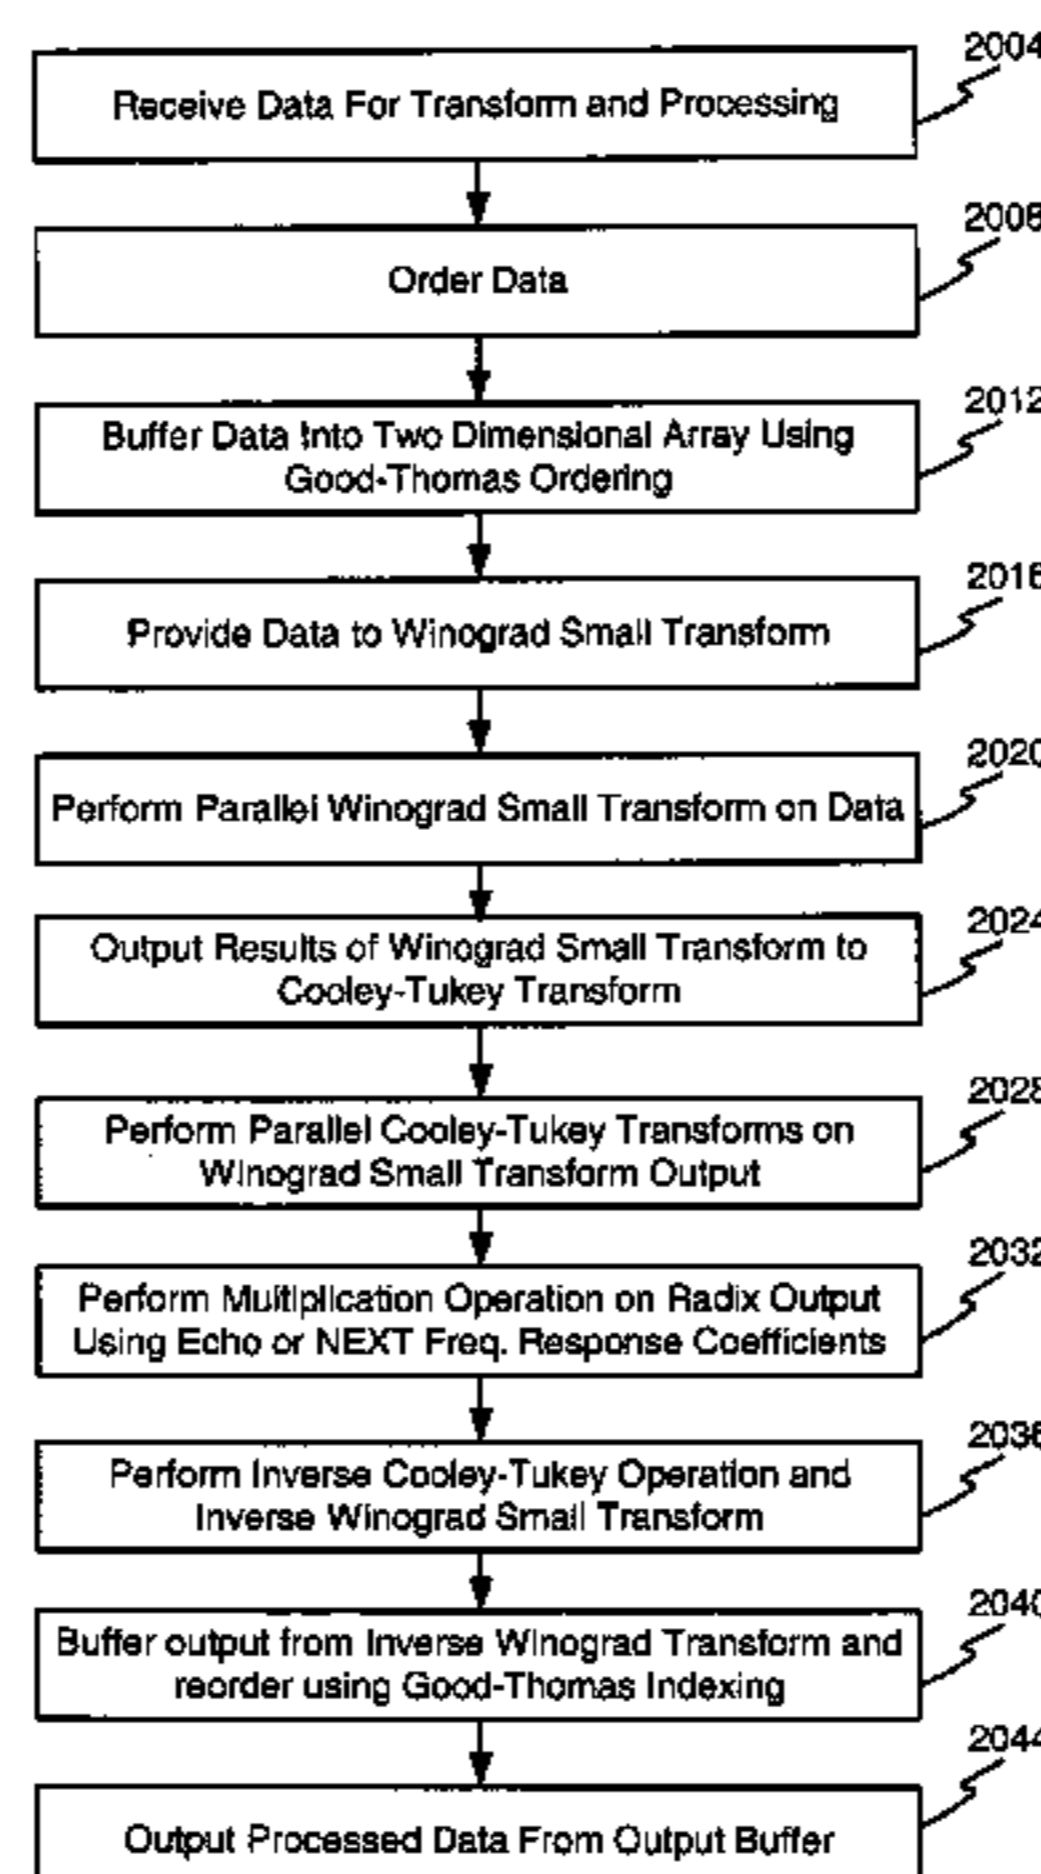 2004
Receive Data For Transform and Processing
2008
Order Data
2012
Buffer Data Into Two Dimensional Array Using
Good-Thomas Ordering
2016
Provide Data to Winograd Small Transform
2020
Perform Parallel Winograd Small Transform on Data
2024
Output Results of Winograd Small Transform to
Cooley-Tukey Transform
2028
Perform Parallel Cooley-Tukey Transforms on
Winograd Small Transform Output
2032
Perform Multiplication Operation on Radix Output
Using Echo or NEXT Freq. Response Coefficients
2036
Perform Inverse Cooley-Tukey Operation and
Inverse Winograd Small Transform
2040
Buffer output from Inverse Winograd Transform and
reorder using Good-Thomas Indexing
2044
Output Processed Data From Output Buffer